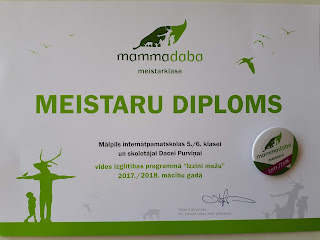 mammadaba
meistarklase
MEISTARU DIPLOMS
Mālpils internātpamatskolas 5./6. klasei
un skolotājai Dacei Purviņai
vides izglītības programmā "Izzini mežu"
2017./2018. mācību gadā
mammadaba